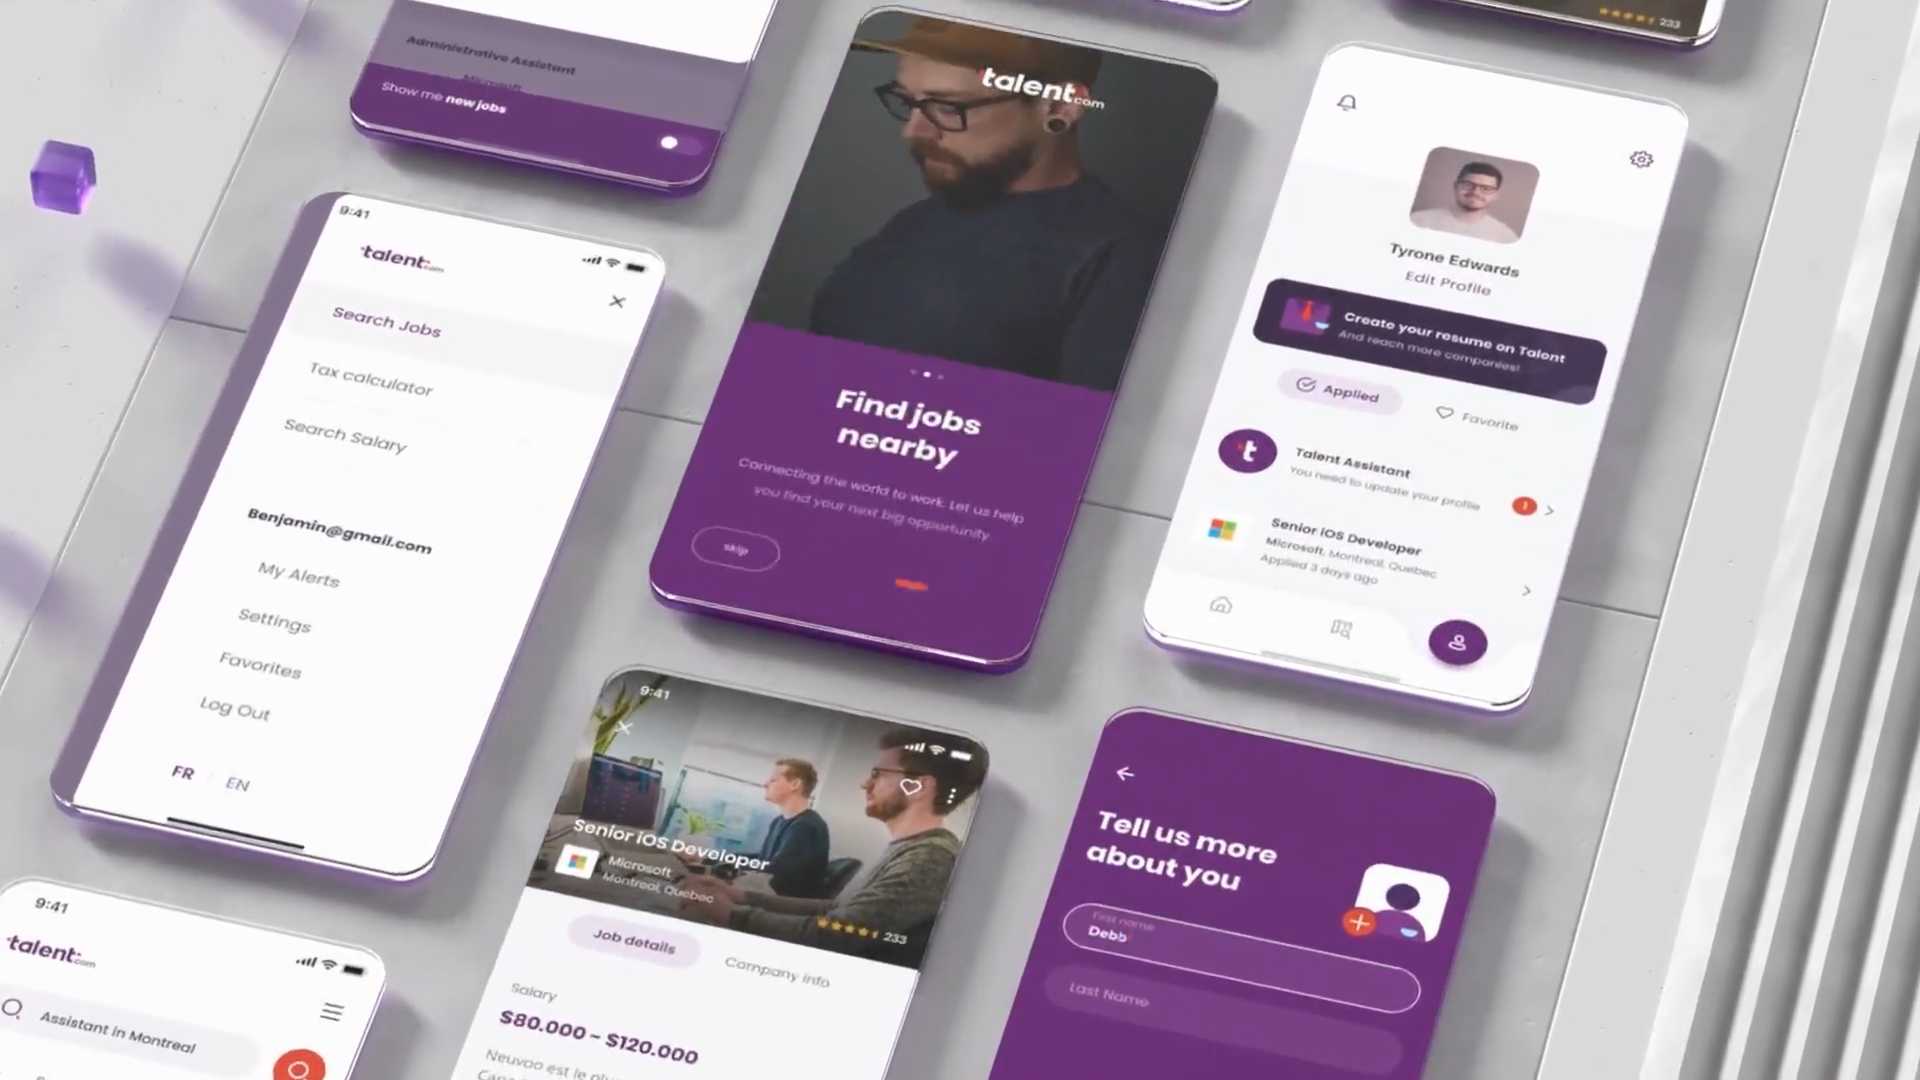 Administrative Assistant
Microsoft
Show me new jobs
233
9:41
talent.com
Search Jobs
Tax calculator
Search Salary
Benjamin@gmail.com
My Alerts
Settings
Favorites
Log Out
FR
EN
talent.com
Find jobs
nearby
Connecting the world to work. Let us help
you find your next big opportunity
skip
Tyrone Edwards
Edit Profile
Create your resume on Talent
And reach more companies!
Applied
Favorite
t
Talent Assistant
You need to update your profile
1
Senior iOS Developer
Microsoft, Montreal, Quebec
Applied 3 days ago
9:41
talent.com
Assistant in Montreal
9:41
Senior iOS Developer
Microsoft
Montreal, Quebec
233
Job details
Company info
Salary
$80.000 - $120.000
Neuvoo est le plus
Tell us more
about you
First name
Debb
Last Name